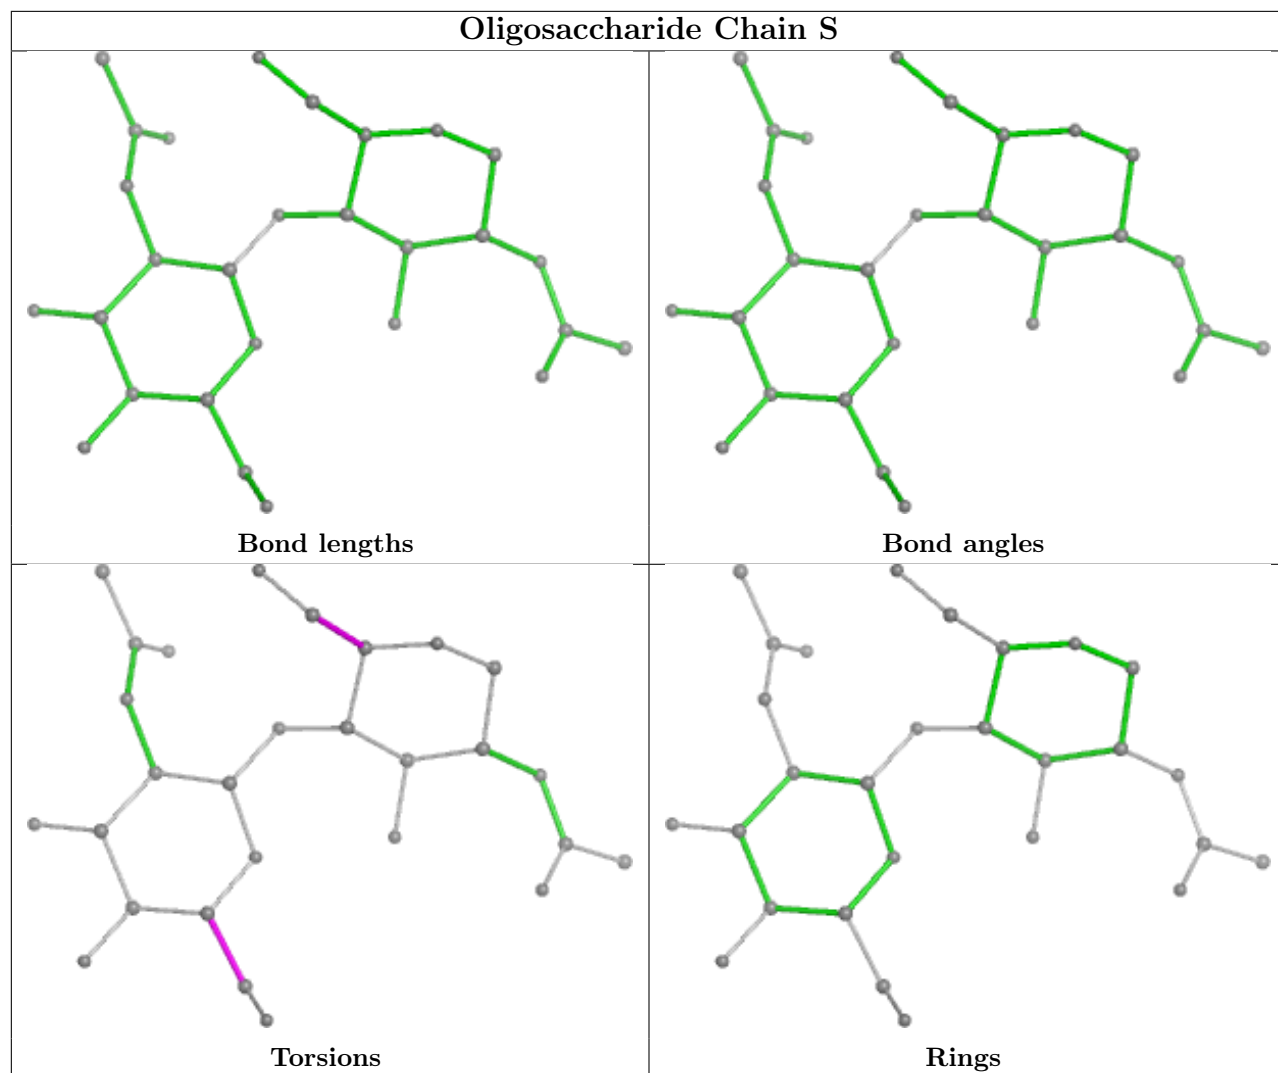 Oligosaccharide Chain S
Bond lengths
Bond angles
Torsions
Rings